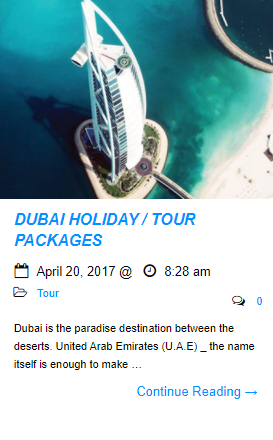 DUBAI HOLIDAY / TOUR
PACKAGES
April 20, 2017 @ 8:28 am
Tour
0
Dubai is the paradise destination between the
deserts. United Arab Emirates (U.A.E) _ the name
itself is enough to make …
Continue Reading →